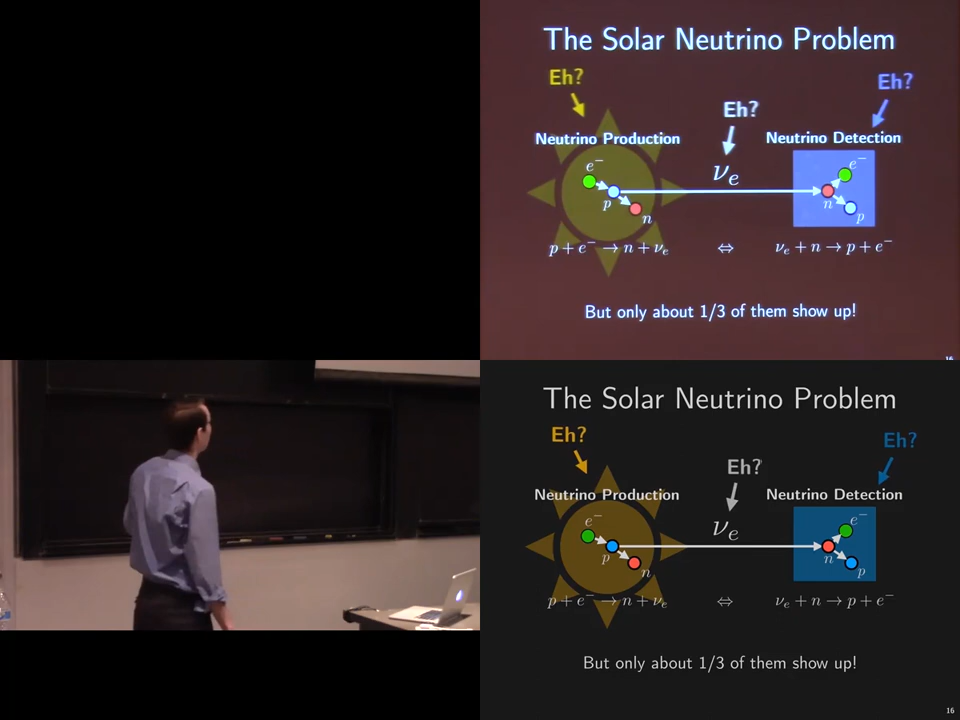 The Solar Neutrino Problem
Eh?
Eh?
Eh?
Neutrino Production
Neutrino Detection
e⁻
p
n
νₑ
e⁻
n
p
p + e⁻ → n + νₑ ⇔ νₑ + n → p + e⁻
But only about 1/3 of them show up!
16
The Solar Neutrino Problem
Eh?
Eh?
Eh?
Neutrino Production
Neutrino Detection
e⁻
p
n
νₑ
e⁻
n
p
p + e⁻ → n + νₑ ⇔ νₑ + n → p + e⁻
But only about 1/3 of them show up!
16